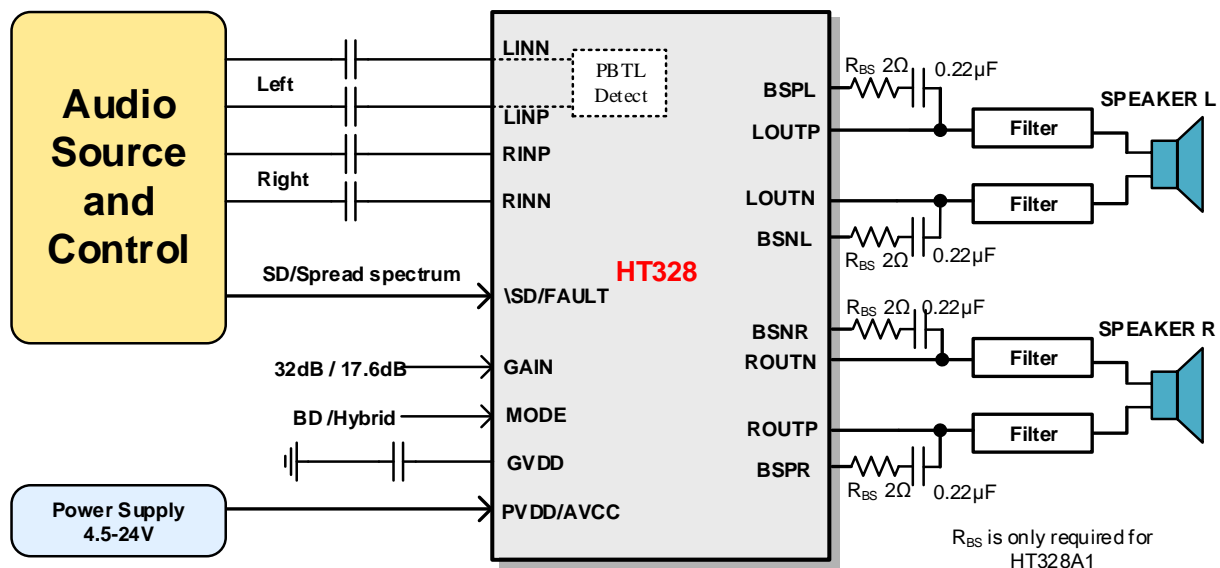 Audio
Source
and
Control
Left
Right
SD/Spread spectrum
32dB / 17.6dB
BD /Hybrid
Power Supply
4.5-24V
LINN
PBTL
Detect
LINP
RINP
RINN
HT328
\SD/FAULT
GAIN
MODE
GVDD
PVDD/AVCC
BSPL
LOUTP
LOUTN
BSNL
BSNR
ROUTN
ROUTP
BSPR
RBS 2Ω
0.22µF
SPEAKER L
Filter
Filter
RBS 2Ω
0.22µF
RBS 2Ω
0.22µF
SPEAKER R
Filter
Filter
RBS 2Ω
0.22µF
RBS is only required for
HT328A1